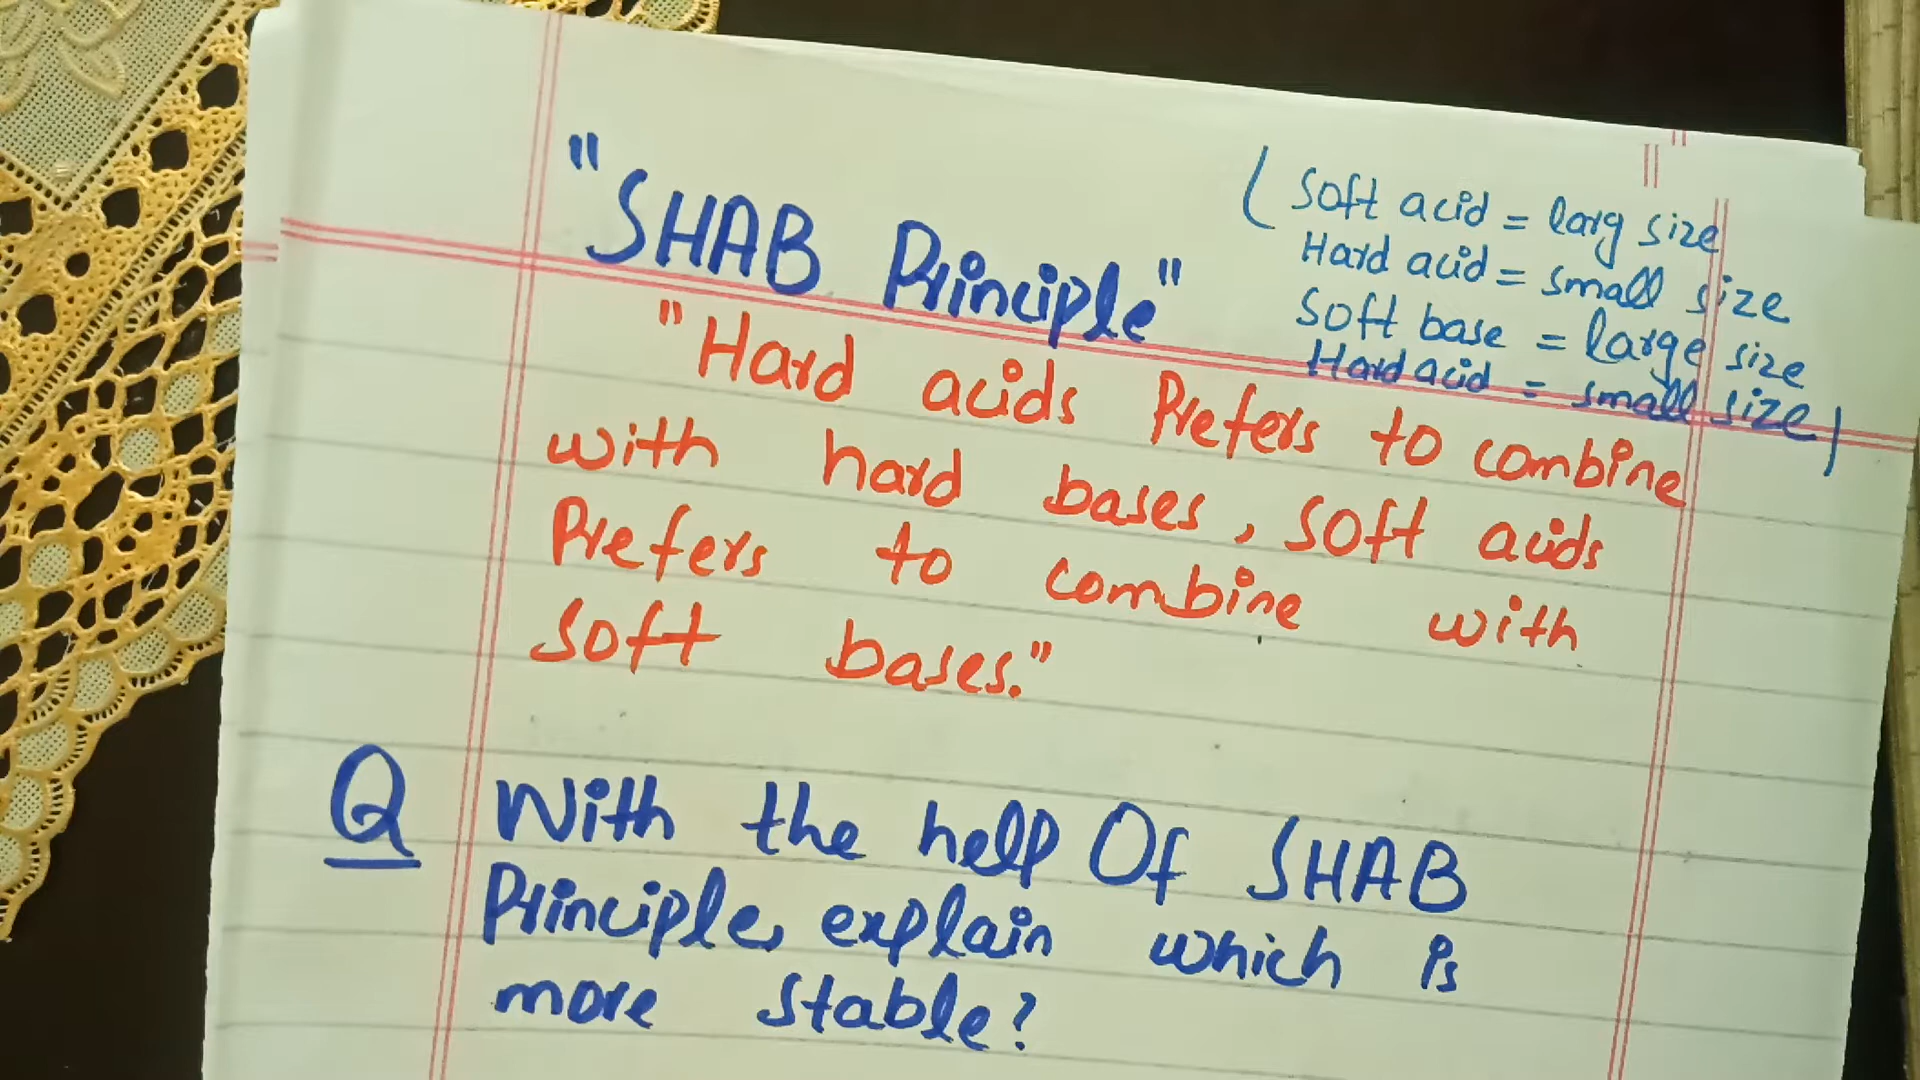 "SHAB Principle"
(Soft acid = larg size
Hard acid = small size
Soft base = large size
Hard acid = small size)
"Hard acids Prefers to combine
with hard bases, Soft acids
Prefers to combine with
Soft bases."
Q With the help Of SHAB
Principle, explain which is
more stable?